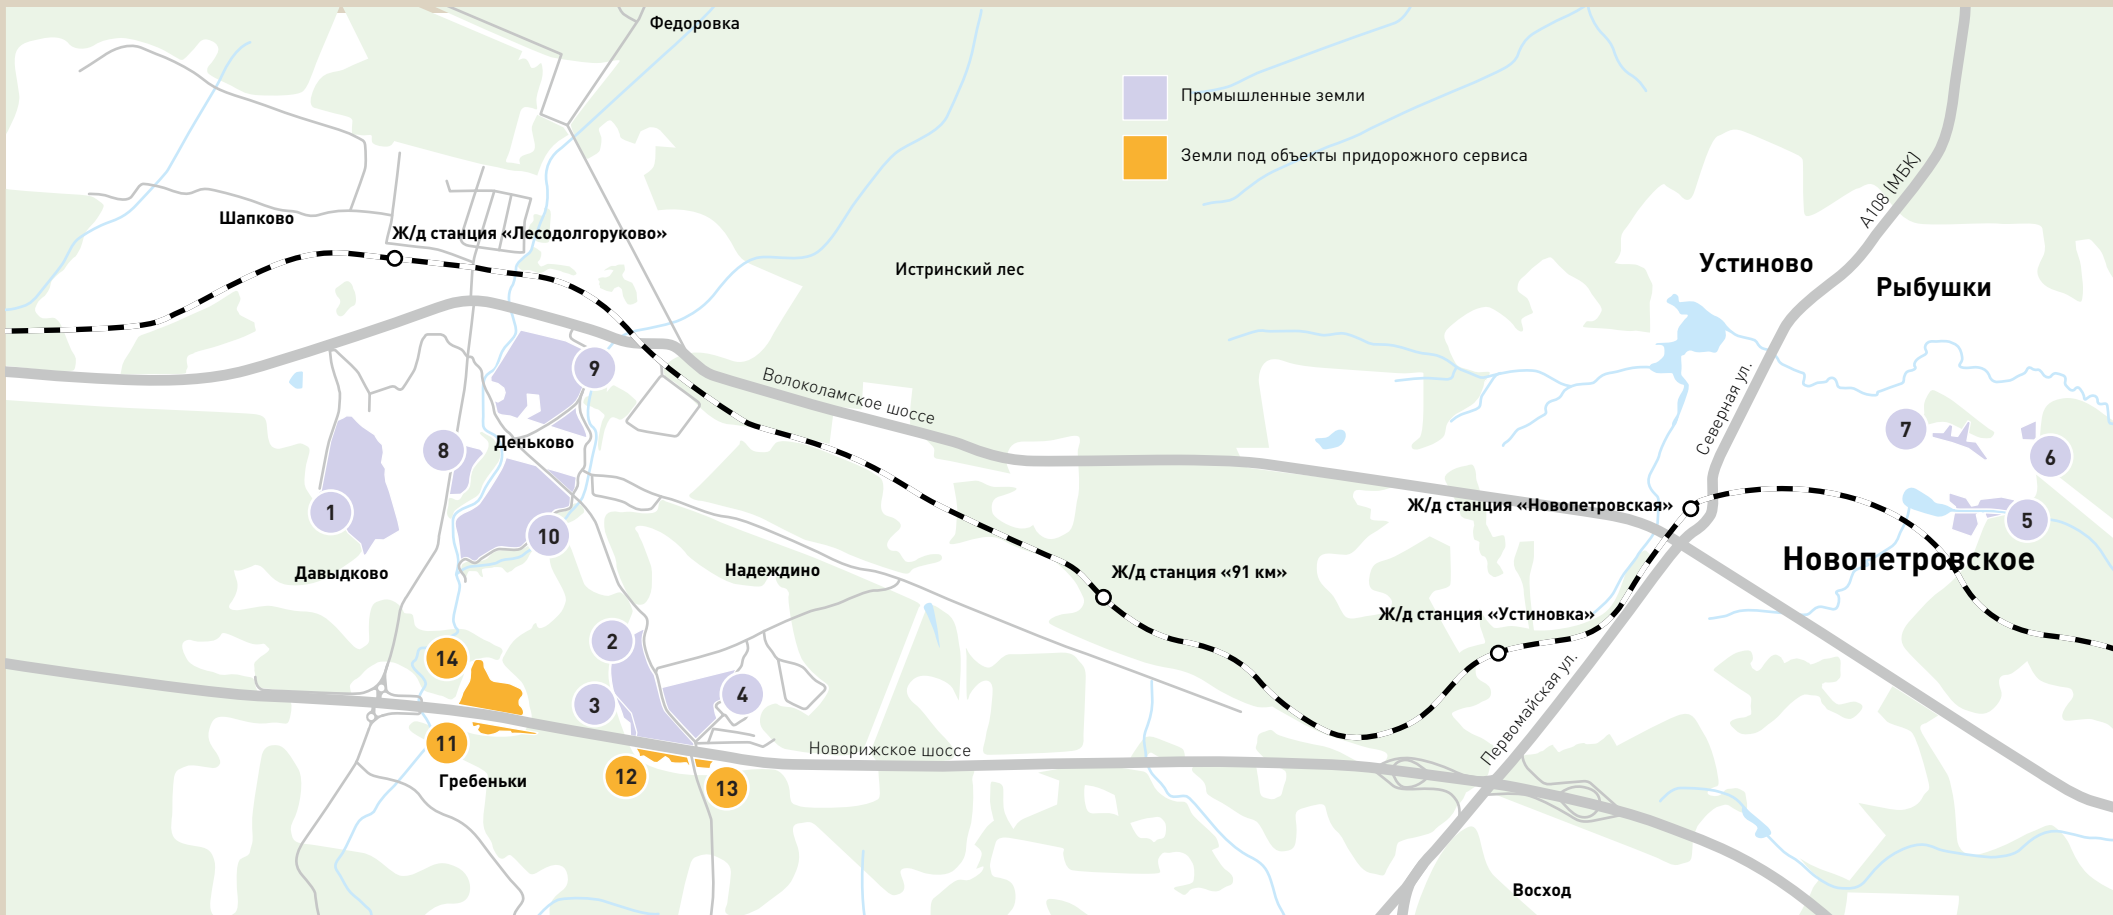 Федоровка
Промышленные земли
Земли под объекты придорожного сервиса
А108 (МБК)
Шапково
Ж/д станция «Лесодолгоруково»
Истринский лес
Устиново
Рыбушки
9
Волоколамское шоссе
Северная ул.
7
6
8
Деньково
1
10
Ж/д станция «Новопетровская»
5
Новопетровское
Давыдково
Надеждино
Ж/д станция «91 км»
Ж/д станция «Устиновка»
2
14
3
4
Первомайская ул.
11
Новорижское шоссе
12
13
Гребеньки
Восход